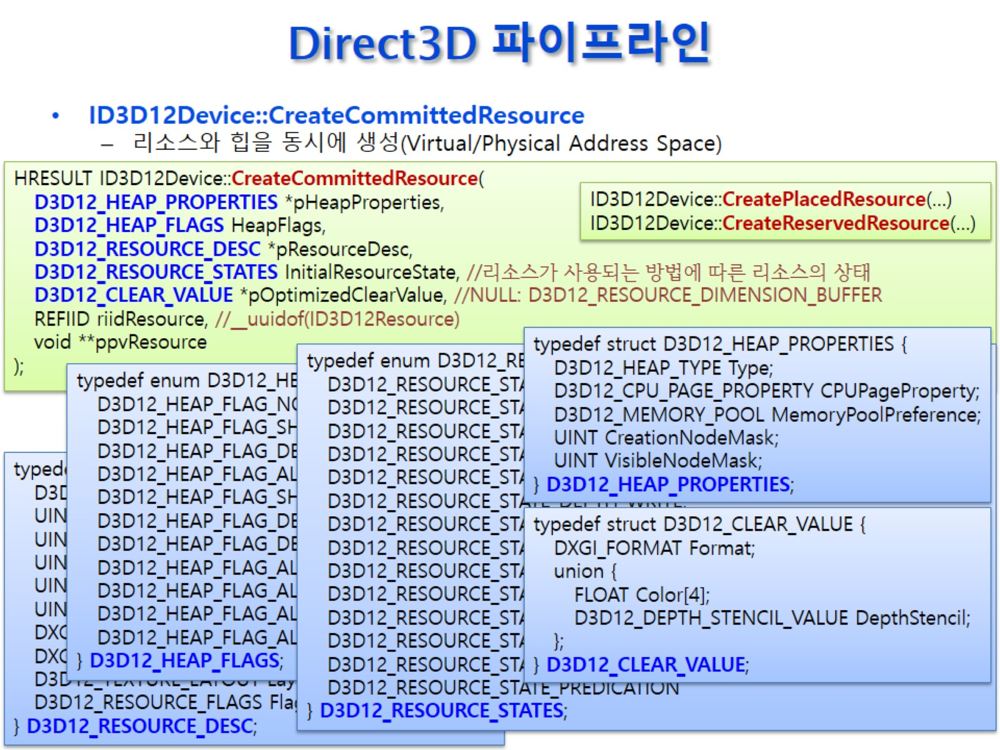 Direct3D 파이프라인
• ID3D12Device::CreateCommittedResource
– 리소스와 힙을 동시에 생성(Virtual/Physical Address Space)
HRESULT ID3D12Device::CreateCommittedResource(
D3D12_HEAP_PROPERTIES *pHeapProperties,
D3D12_HEAP_FLAGS HeapFlags,
D3D12_RESOURCE_DESC *pResourceDesc,
D3D12_RESOURCE_STATES InitialResourceState, //리소스가 사용되는 방법에 따른 리소스의 상태
D3D12_CLEAR_VALUE *pOptimizedClearValue, //NULL: D3D12_RESOURCE_DIMENSION_BUFFER
REFIID riidResource, //__uuidof(ID3D12Resource)
void **ppvResource
);
ID3D12Device::CreatePlacedResource(...)
ID3D12Device::CreateReservedResource(...)
typede
D3D
UIN
UIN
UIN
UIN
UIN
DXG
DXG
D3D12_TEXTURE_LAYOUT Lay
D3D12_RESOURCE_FLAGS Flag
} D3D12_RESOURCE_DESC;
typedef enum D3D12_HE
D3D12_HEAP_FLAG_NO
D3D12_HEAP_FLAG_SH
D3D12_HEAP_FLAG_DE
D3D12_HEAP_FLAG_AL
D3D12_HEAP_FLAG_SH
D3D12_HEAP_FLAG_DE
D3D12_HEAP_FLAG_DE
D3D12_HEAP_FLAG_AL
D3D12_HEAP_FLAG_AL
D3D12_HEAP_FLAG_AL
D3D12_HEAP_FLAG_AL
} D3D12_HEAP_FLAGS;
typedef enum D3D12_RE
D3D12_RESOURCE_STA
D3D12_RESOURCE_STA
D3D12_RESOURCE_STA
D3D12_RESOURCE_STA
D3D12_RESOURCE_STA
D3D12_RESOURCE_STATE_DEPTH_WRITE,
D3D12_RESOURCE_STA
D3D12_RESOURCE_STA
D3D12_RESOURCE_STA
D3D12_RESOURCE_STA
D3D12_RESOURCE_STA
D3D12_RESOURCE_STA
D3D12_RESOURCE_STA
D3D12_RESOURCE_STATE_PREDICATION
} D3D12_RESOURCE_STATES;
typedef struct D3D12_HEAP_PROPERTIES {
D3D12_HEAP_TYPE Type;
D3D12_CPU_PAGE_PROPERTY CPUPageProperty;
D3D12_MEMORY_POOL MemoryPoolPreference;
UINT CreationNodeMask;
UINT VisibleNodeMask;
} D3D12_HEAP_PROPERTIES;
typedef struct D3D12_CLEAR_VALUE {
DXGI_FORMAT Format;
union {
FLOAT Color[4];
D3D12_DEPTH_STENCIL_VALUE DepthStencil;
};
} D3D12_CLEAR_VALUE;